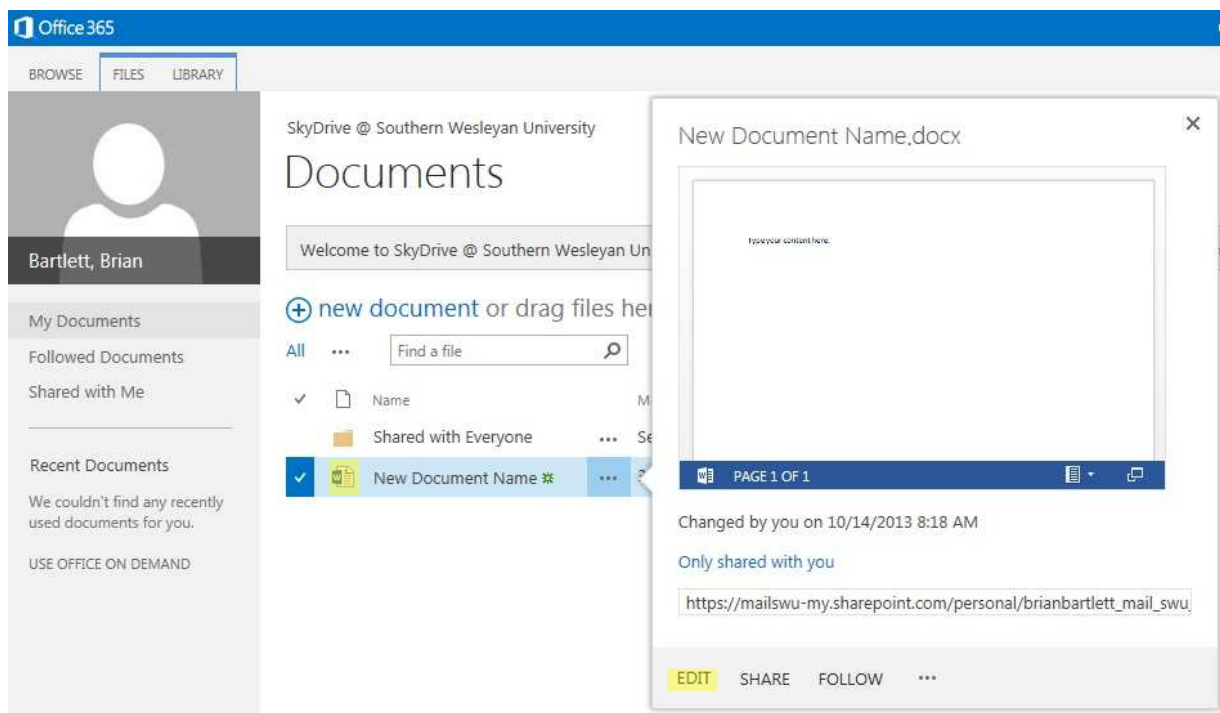 Office 365
BROWSE FILES LIBRARY
Bartlett, Brian
My Documents
Followed Documents
Shared with Me
Recent Documents
We couldn't find any recently
used documents for you.
USE OFFICE ON DEMAND
SkyDrive @ Southern Wesleyan University
Documents
Welcome to SkyDrive @ Southern Wesleyan Un
new document or drag files her
All ... Find a file
Name M
Shared with Everyone ... Se
New Document Name ...
New Document Name.docx
Type your content here.
PAGE 1 OF 1
Changed by you on 10/14/2013 8:18 AM
Only shared with you
https://mailswu-my.sharepoint.com/personal/brianbartlett_mail_swu_
EDIT SHARE FOLLOW ...